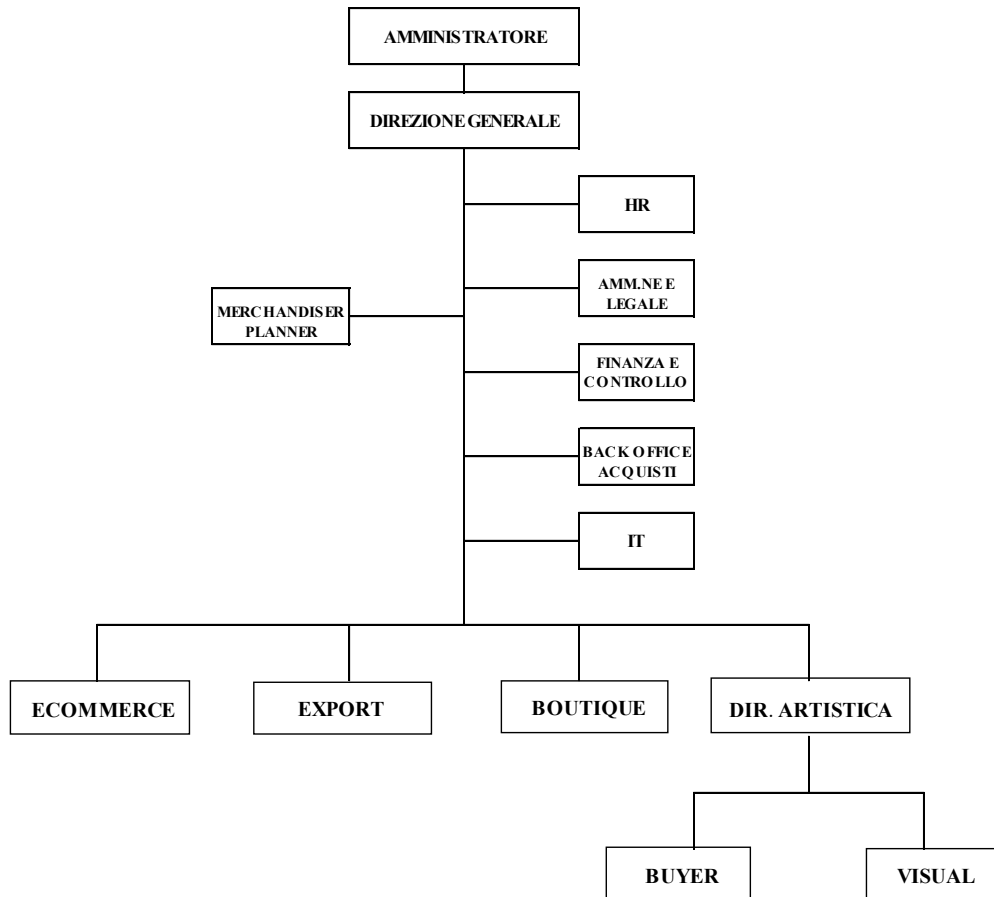 AMMINISTRATORE
DIREZIONE GENERALE
HR
AMM.NE E
LEGALE
MERCHANDISER
PLANNER
FINANZA E
CONTROLLO
BACK OFFICE
ACQUISTI
IT
ECOMMERCE
EXPORT
BOUTIQUE
DIR. ARTISTICA
BUYER
VISUAL